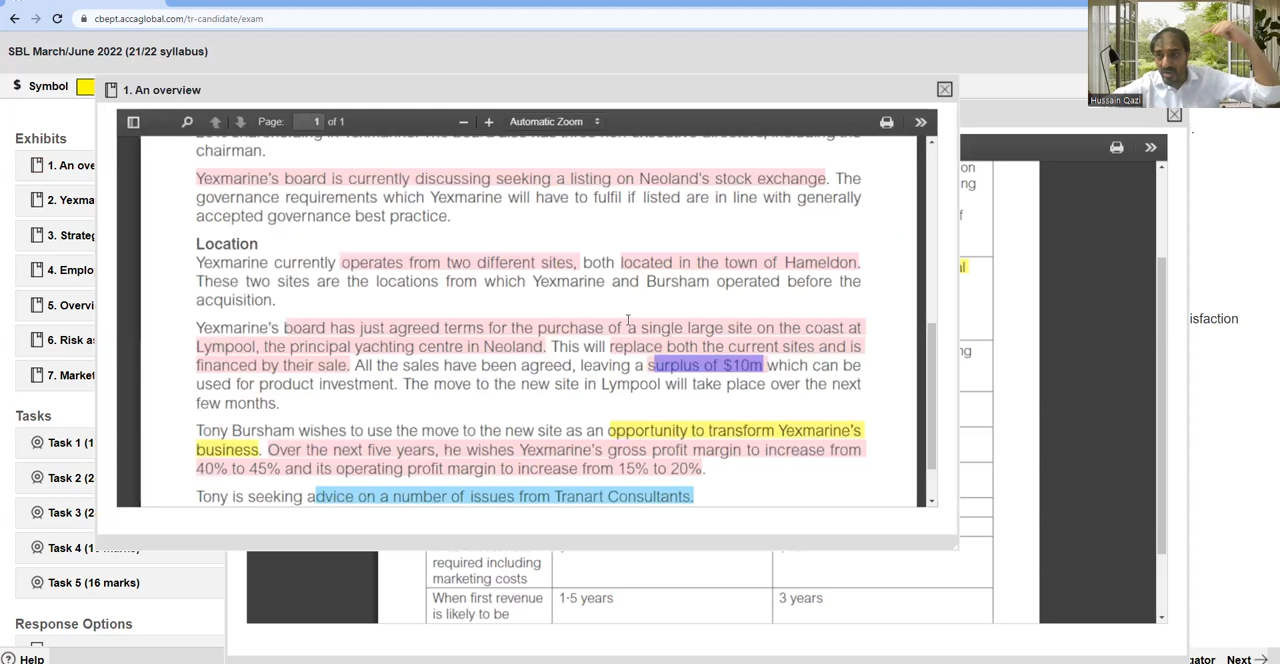 cbept.accaglobal.com/tr-candidate/exam
SBL March/June 2022 (21/22 syllabus)
$ Symbol
1. An overview
Hussain Qazi
Exhibits
Page: 1 of 1
Automatic Zoom
1. An ove
2. Yexma
3. Strate
4. Emplo
5. Overvi
6. Risk as
7. Market
chairman.
Yexmarine's board is currently discussing seeking a listing on Neoland's stock exchange. The
governance requirements which Yexmarine will have to fulfil if listed are in line with generally
accepted governance best practice.
Location
Yexmarine currently operates from two different sites, both located in the town of Hameldon.
These two sites are the locations from which Yexmarine and Bursham operated before the
acquisition.
Yexmarine's board has just agreed terms for the purchase of a single large site on the coast at
Lympool, the principal yachting centre in Neoland. This will replace both the current sites and is
financed by their sale. All the sales have been agreed, leaving a surplus of $10m which can be
used for product investment. The move to the new site in Lympool will take place over the next
few months.
Tony Bursham wishes to use the move to the new site as an opportunity to transform Yexmarine's
business. Over the next five years, he wishes Yexmarine's gross profit margin to increase from
40% to 45% and its operating profit margin to increase from 15% to 20%.
Tony is seeking advice on a number of issues from Tranart Consultants.
on
ng
f
al
isfaction
ng
Tasks
Task 1 (1
Task 2 (2
Task 3 (2
Task 4 (1
Task 5 (16 marks)
required including
marketing costs
When first revenue 1·5 years 3 years
is likely to be
Response Options
Help
gator Next